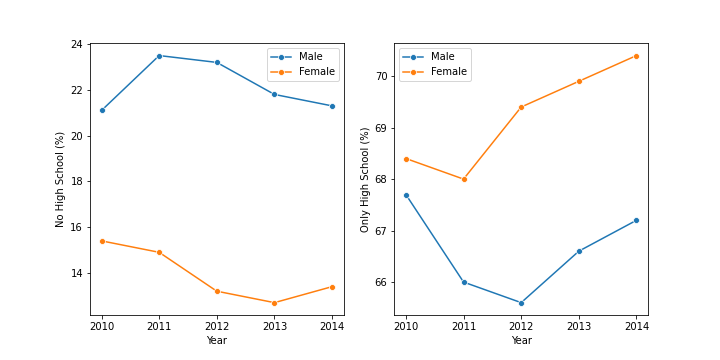 24
22
20
18
16
14
No High School (%)
2010 2011 2012 2013 2014
Year
Male
Female
70
69
68
67
66
Only High School (%)
2010 2011 2012 2013 2014
Year
Male
Female